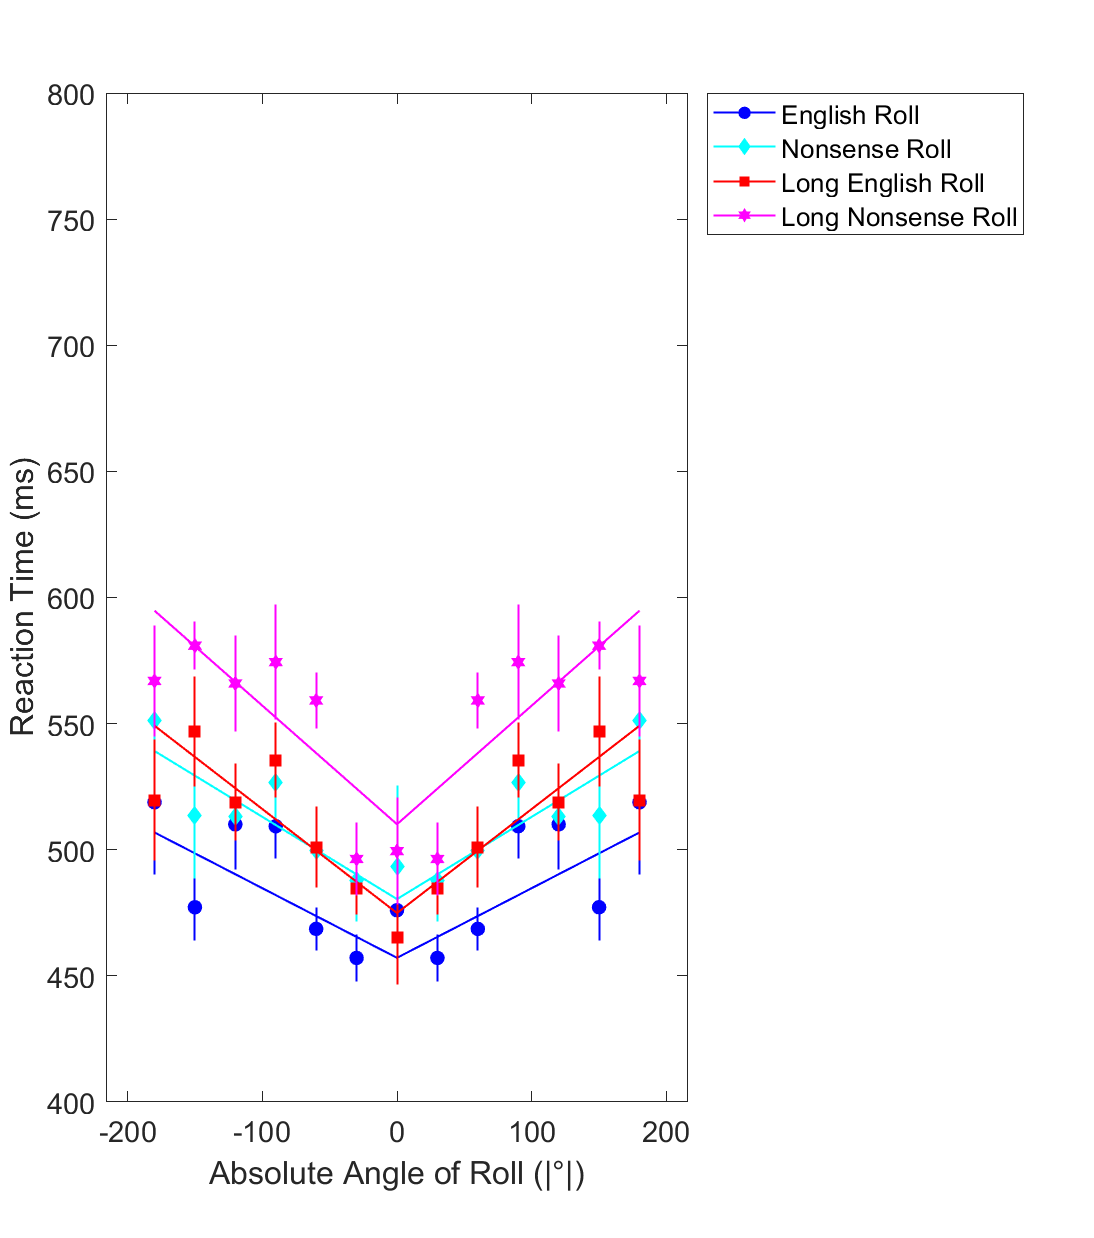 800
750
700
650
600
550
500
450
400
-200
-100
0
100
200
Reaction Time (ms)
Absolute Angle of Roll (|°|)
English Roll
Nonsense Roll
Long English Roll
Long Nonsense Roll